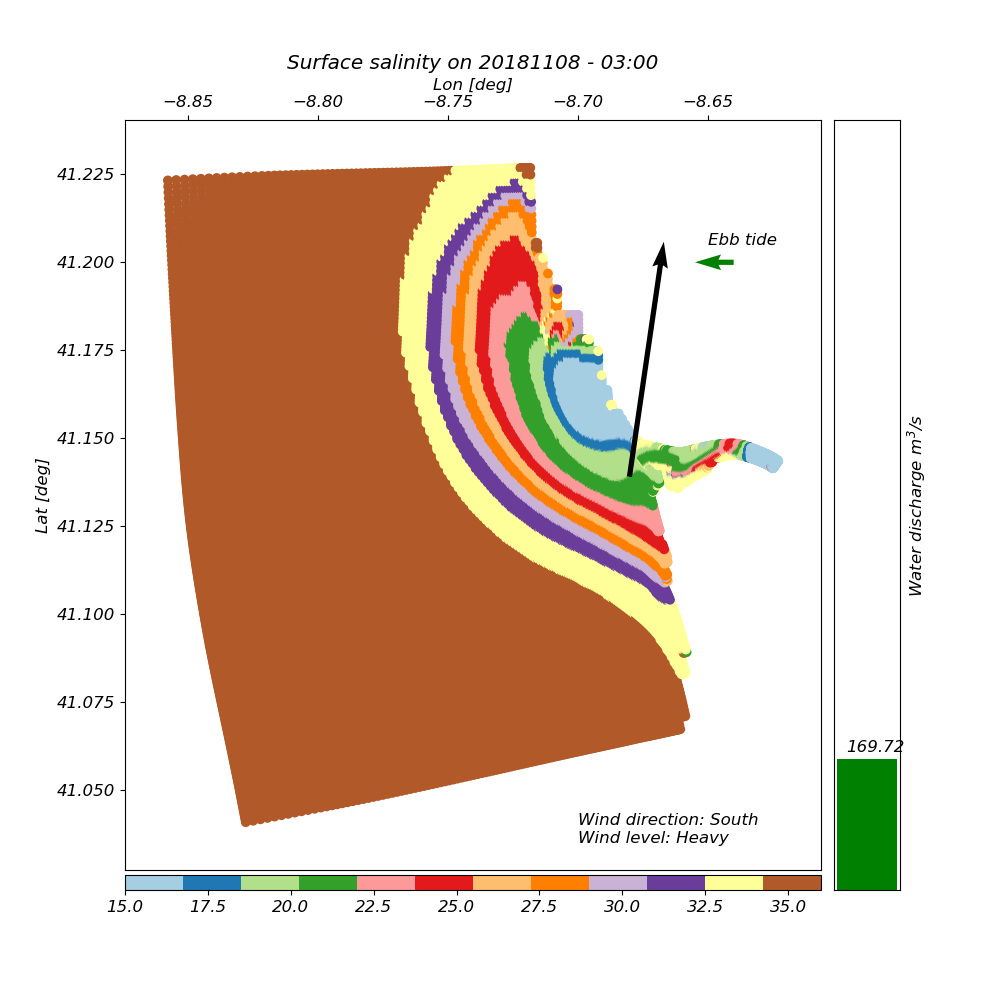 Surface salinity on 20181108 - 03:00
Lon [deg]
−8.85 −8.80 −8.75 −8.70 −8.65
41.225
41.200
41.175
41.150
41.125
41.100
41.075
41.050
Lat [deg]
Ebb tide
Wind direction: South
Wind level: Heavy
15.0 17.5 20.0 22.5 25.0 27.5 30.0 32.5 35.0
169.72
Water discharge m³/s